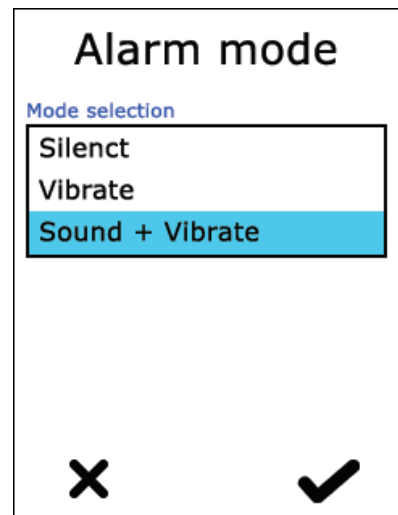 Alarm mode
Mode selection
Silenct
Vibrate
Sound + Vibrate